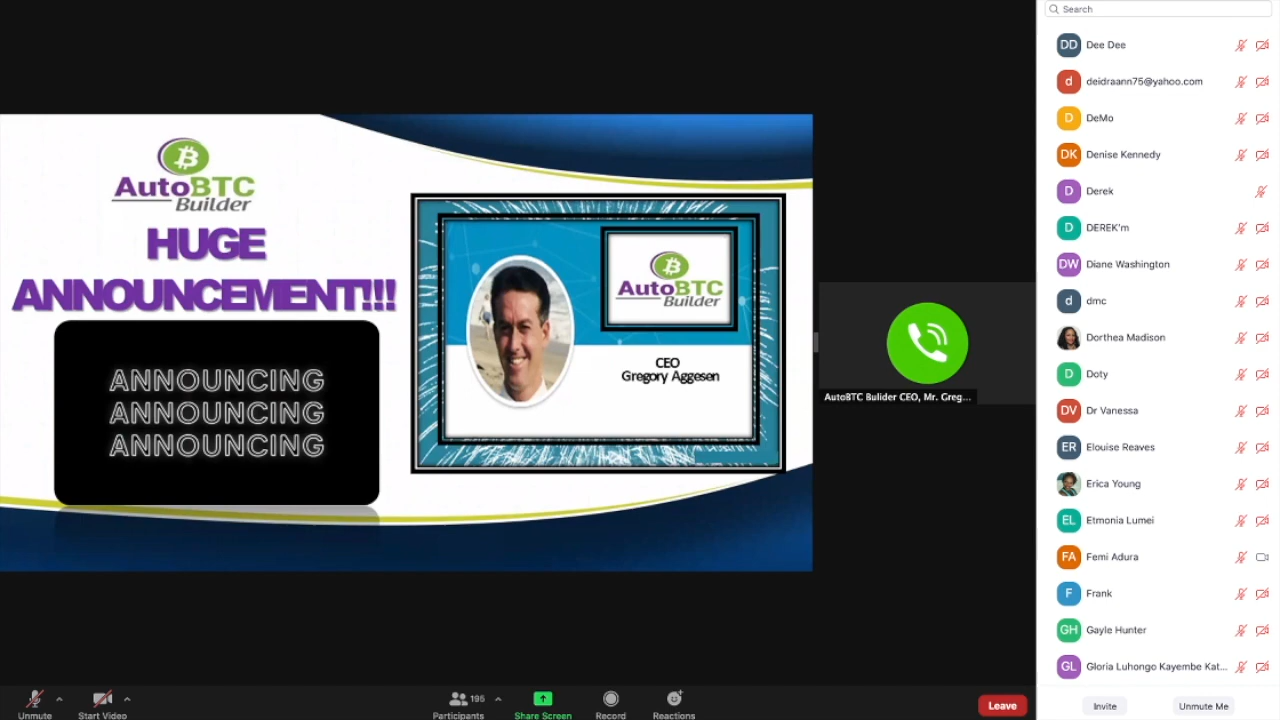 AutoBTC
Builder
HUGE
ANNOUNCEMENT!!!
ANNOUNCING
ANNOUNCING
ANNOUNCING
AutoBTC
Builder
CEO
Gregory Aggesen
AutoBTC Bulider CEO, Mr. Greg...
Search
DD Dee Dee
d deidraann75@yahoo.com
D DeMo
DK Denise Kennedy
D Derek
D DEREK'm
DW Diane Washington
d dmc
Dorthea Madison
D Doty
DV Dr Vanessa
ER Elouise Reaves
Erica Young
EL Etmonia Lumei
FA Femi Adura
F Frank
GH Gayle Hunter
GL Gloria Luhongo Kayembe Kat...
Unmute
Start Video
195
Participants
Share Screen
Record
Reactions
Leave
Invite
Unmute Me